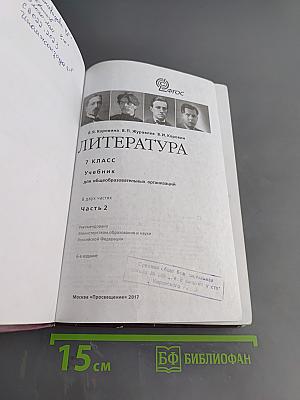 ФГОС
В.Я. Коровина В.П. Журавлев В.И. Коровин
ЛИТЕРАТУРА
7 КЛАСС
Учебник
для общеобразовательных организаций
В двух частях
Часть 2
Рекомендовано
Министерством образования и науки
Российской Федерации
6-е издание
Москва «Просвещение» 2017
15 см
БФ БИБЛИОФАН